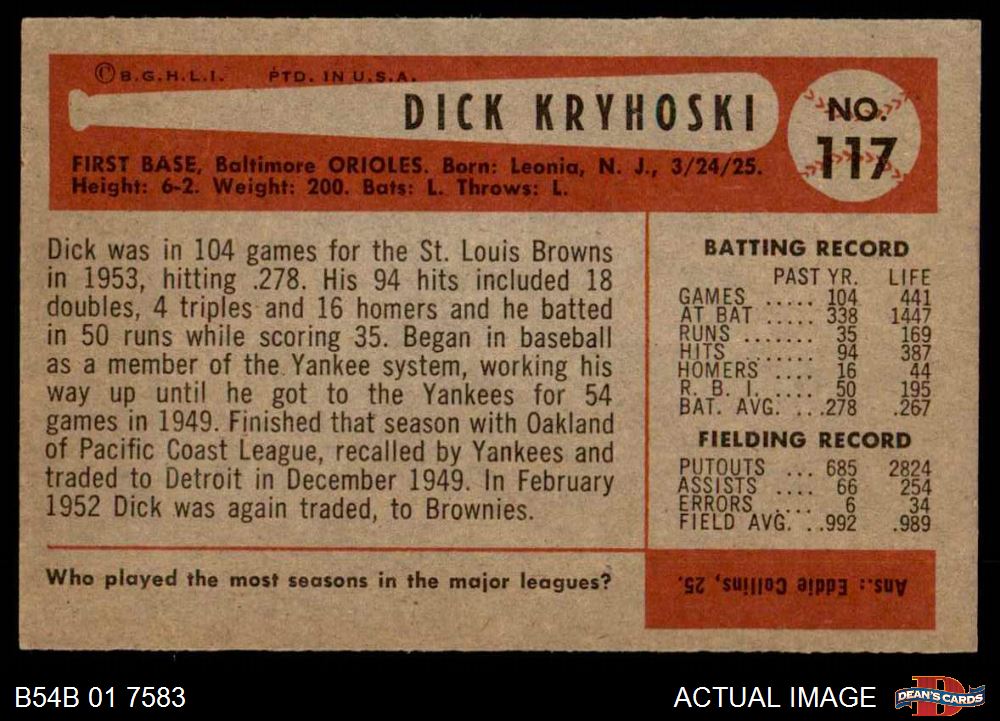 ©B.G.H.L.I. PTD. IN U.S.A.
DICK KRYHOSKI
NO.
117
FIRST BASE, Baltimore ORIOLES. Born: Leonia, N. J., 3/24/25.
Height: 6-2. Weight: 200. Bats: L. Throws: L.
Dick was in 104 games for the St. Louis Browns
in 1953, hitting .278. His 94 hits included 18
doubles, 4 triples and 16 homers and he batted
in 50 runs while scoring 35. Began in baseball
as a member of the Yankee system, working his
way up until he got to the Yankees for 54
games in 1949. Finished that season with Oakland
of Pacific Coast League, recalled by Yankees and
traded to Detroit in December 1949. In February
1952 Dick was again traded, to Brownies.
BATTING RECORD
PAST YR. LIFE
GAMES ..... 104 441
AT BAT ..... 338 1447
RUNS ....... 35 169
HITS ....... 94 387
HOMERS .... 16 44
R. B. I. .... 50 195
BAT. AVG. ...278 .267
FIELDING RECORD
PUTOUTS ... 685 2824
ASSISTS .... 66 254
ERRORS .... 6 34
FIELD AVG. ..992 .989
Who played the most seasons in the major leagues?
Ans.: Eddie Collins, 25.
B54B 01 7583
ACTUAL IMAGE
DEAN'S CARDS